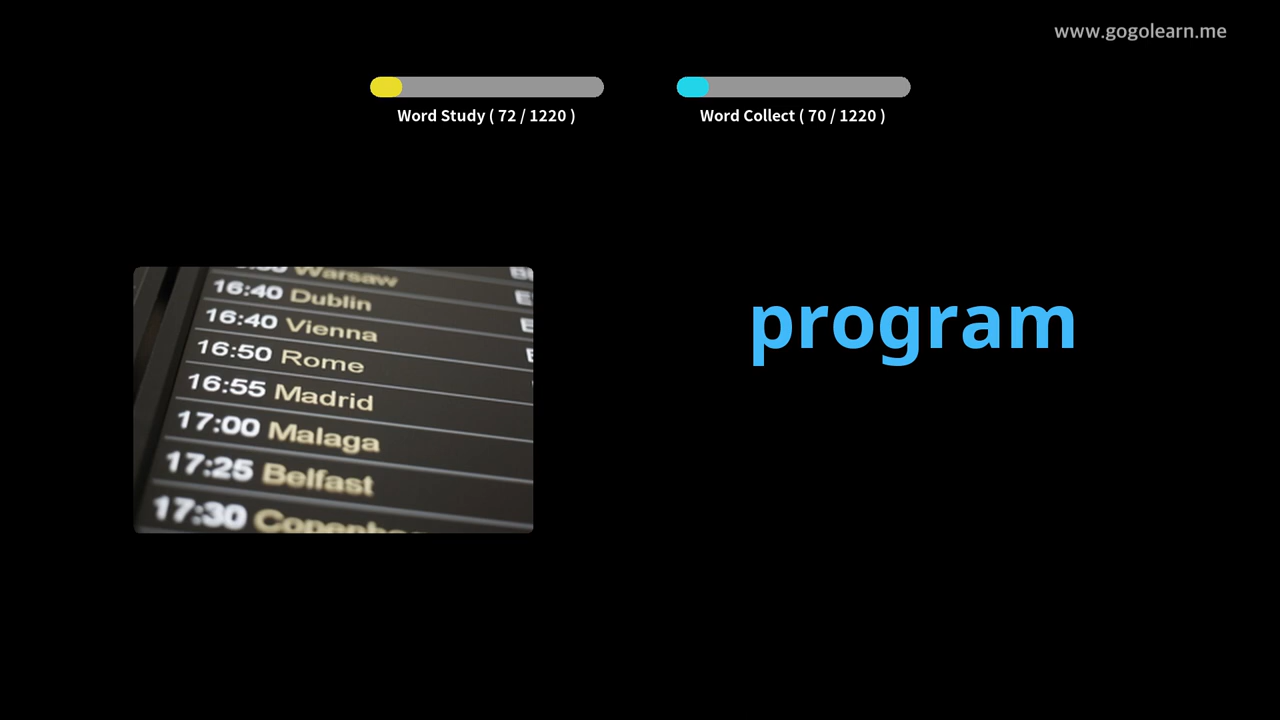 www.gogolearn.me
Word Study ( 72 / 1220 )
Word Collect ( 70 / 1220 )
Warsaw
16:40 Dublin
16:40 Vienna
16:50 Rome
16:55 Madrid
17:00 Malaga
17:25 Belfast
17:30
program